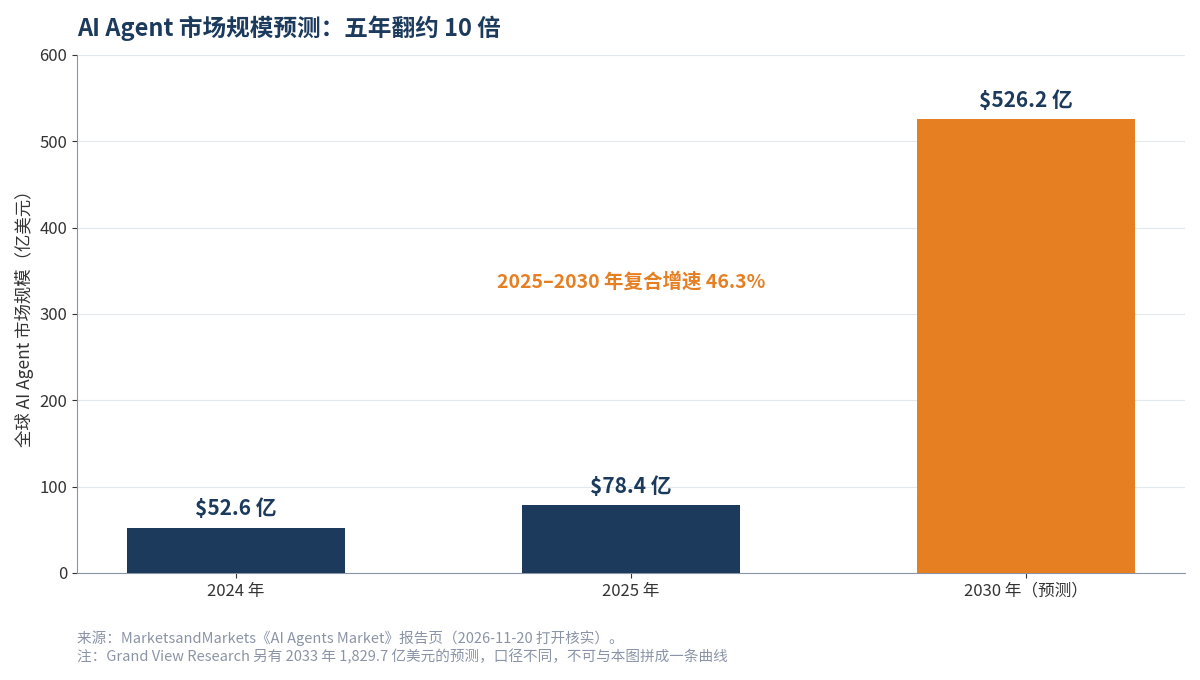 AI Agent 市场规模预测：五年翻约 10 倍
全球 AI Agent 市场规模（亿美元）
600
500
400
300
200
100
0
$52.6 亿
$78.4 亿
$526.2 亿
2025–2030 年复合增速 46.3%
2024 年
2025 年
2030 年（预测）
来源：MarketsandMarkets《AI Agents Market》报告页（2026-11-20 打开核实）。
注：Grand View Research 另有 2033 年 1,829.7 亿美元的预测，口径不同，不可与本图拼成一条曲线